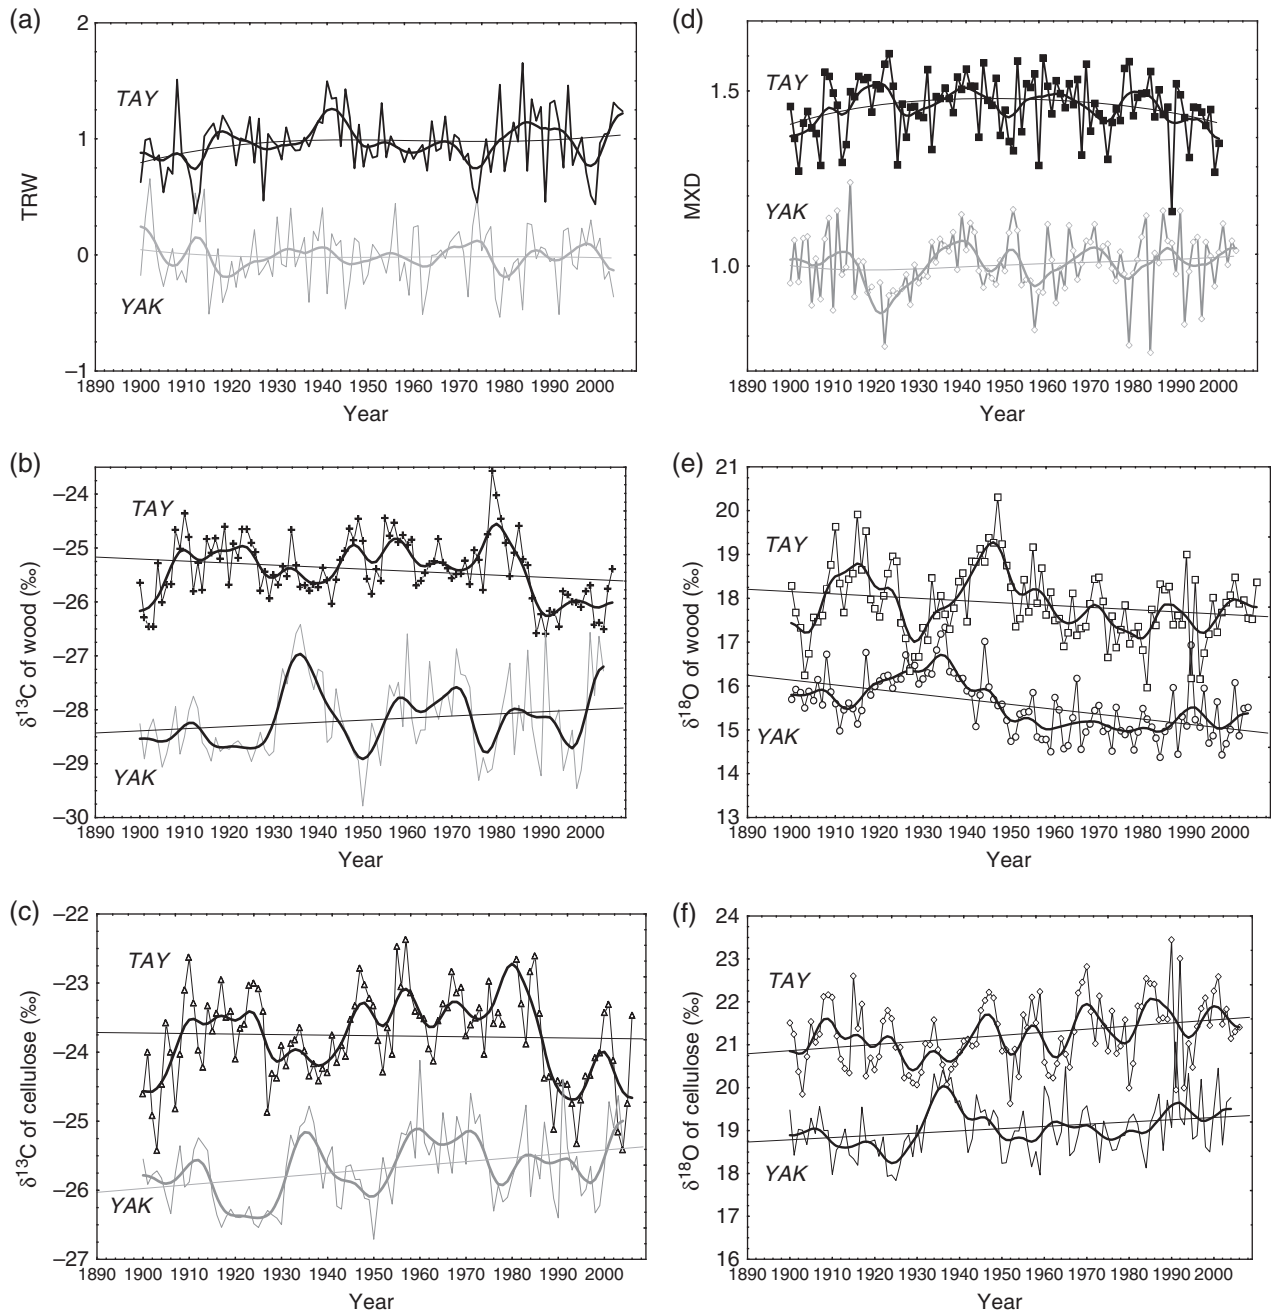 (a)
2
1
0
−1
TRW
TAY
YAK
1890 1900 1910 1920 1930 1940 1950 1960 1970 1980 1990 2000
Year
(d)
1.5
1.0
MXD
TAY
YAK
1890 1900 1910 1920 1930 1940 1950 1960 1970 1980 1990 2000
Year
(b)
−24
−25
−26
−27
−28
−29
−30
δ¹³C of wood (‰)
TAY
YAK
1890 1900 1910 1920 1930 1940 1950 1960 1970 1980 1990 2000
Year
(e)
21
20
19
18
17
16
15
14
13
δ¹⁸O of wood (‰)
TAY
YAK
1890 1900 1910 1920 1930 1940 1950 1960 1970 1980 1990 2000
Year
(c)
−22
−23
−24
−25
−26
−27
δ¹³C of cellulose (‰)
TAY
YAK
1890 1900 1910 1920 1930 1940 1950 1960 1970 1980 1990 2000
Year
(f)
24
23
22
21
20
19
18
17
16
δ¹⁸O of cellulose (‰)
TAY
YAK
1890 1900 1910 1920 1930 1940 1950 1960 1970 1980 1990 2000
Year